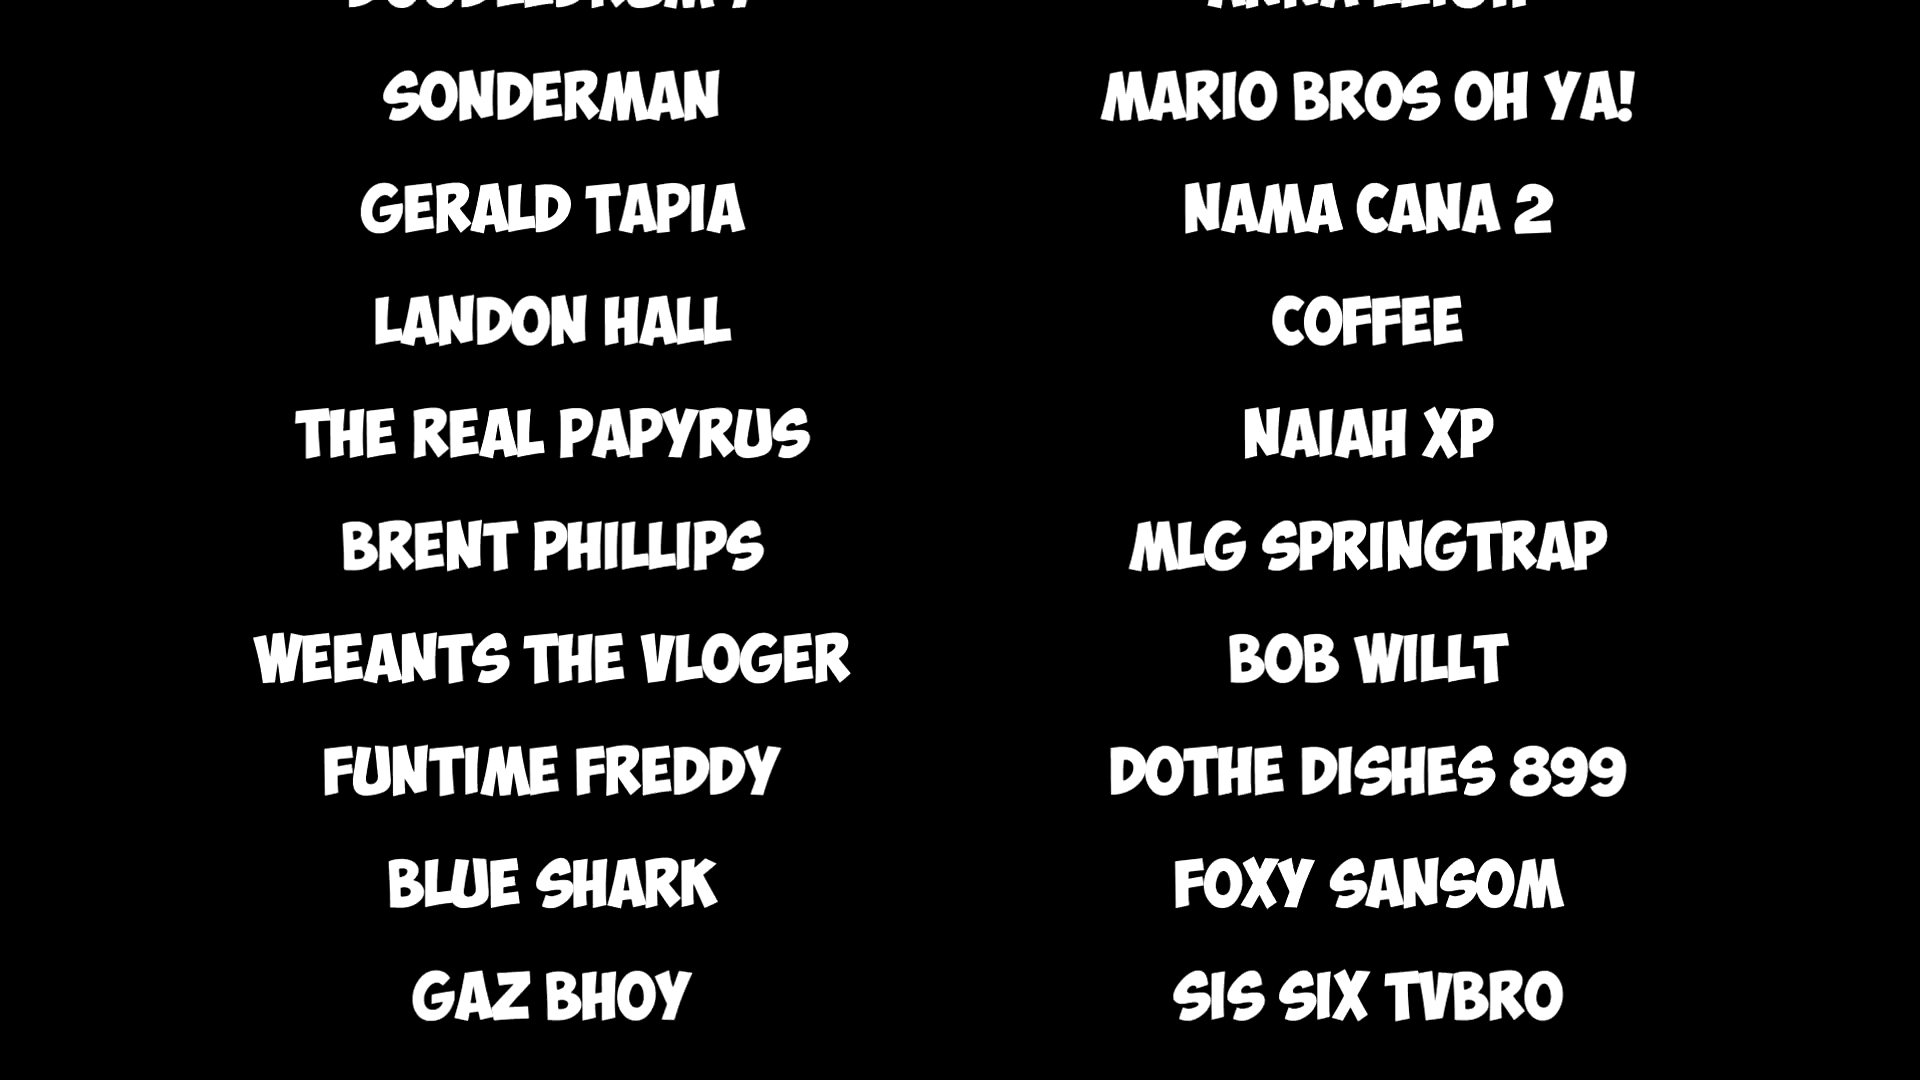 SONDERMAN
MARIO BROS OH YA!
GERALD TAPIA
NAMA CANA 2
LANDON HALL
COFFEE
THE REAL PAPYRUS
NAIAH XP
BRENT PHILLIPS
MLG SPRINGTRAP
WEEANTS THE VLOGER
BOB WILLT
FUNTIME FREDDY
DOTHE DISHES 899
BLUE SHARK
FOXY SANSOM
GAZ BHOY
SIS SIX TVBRO